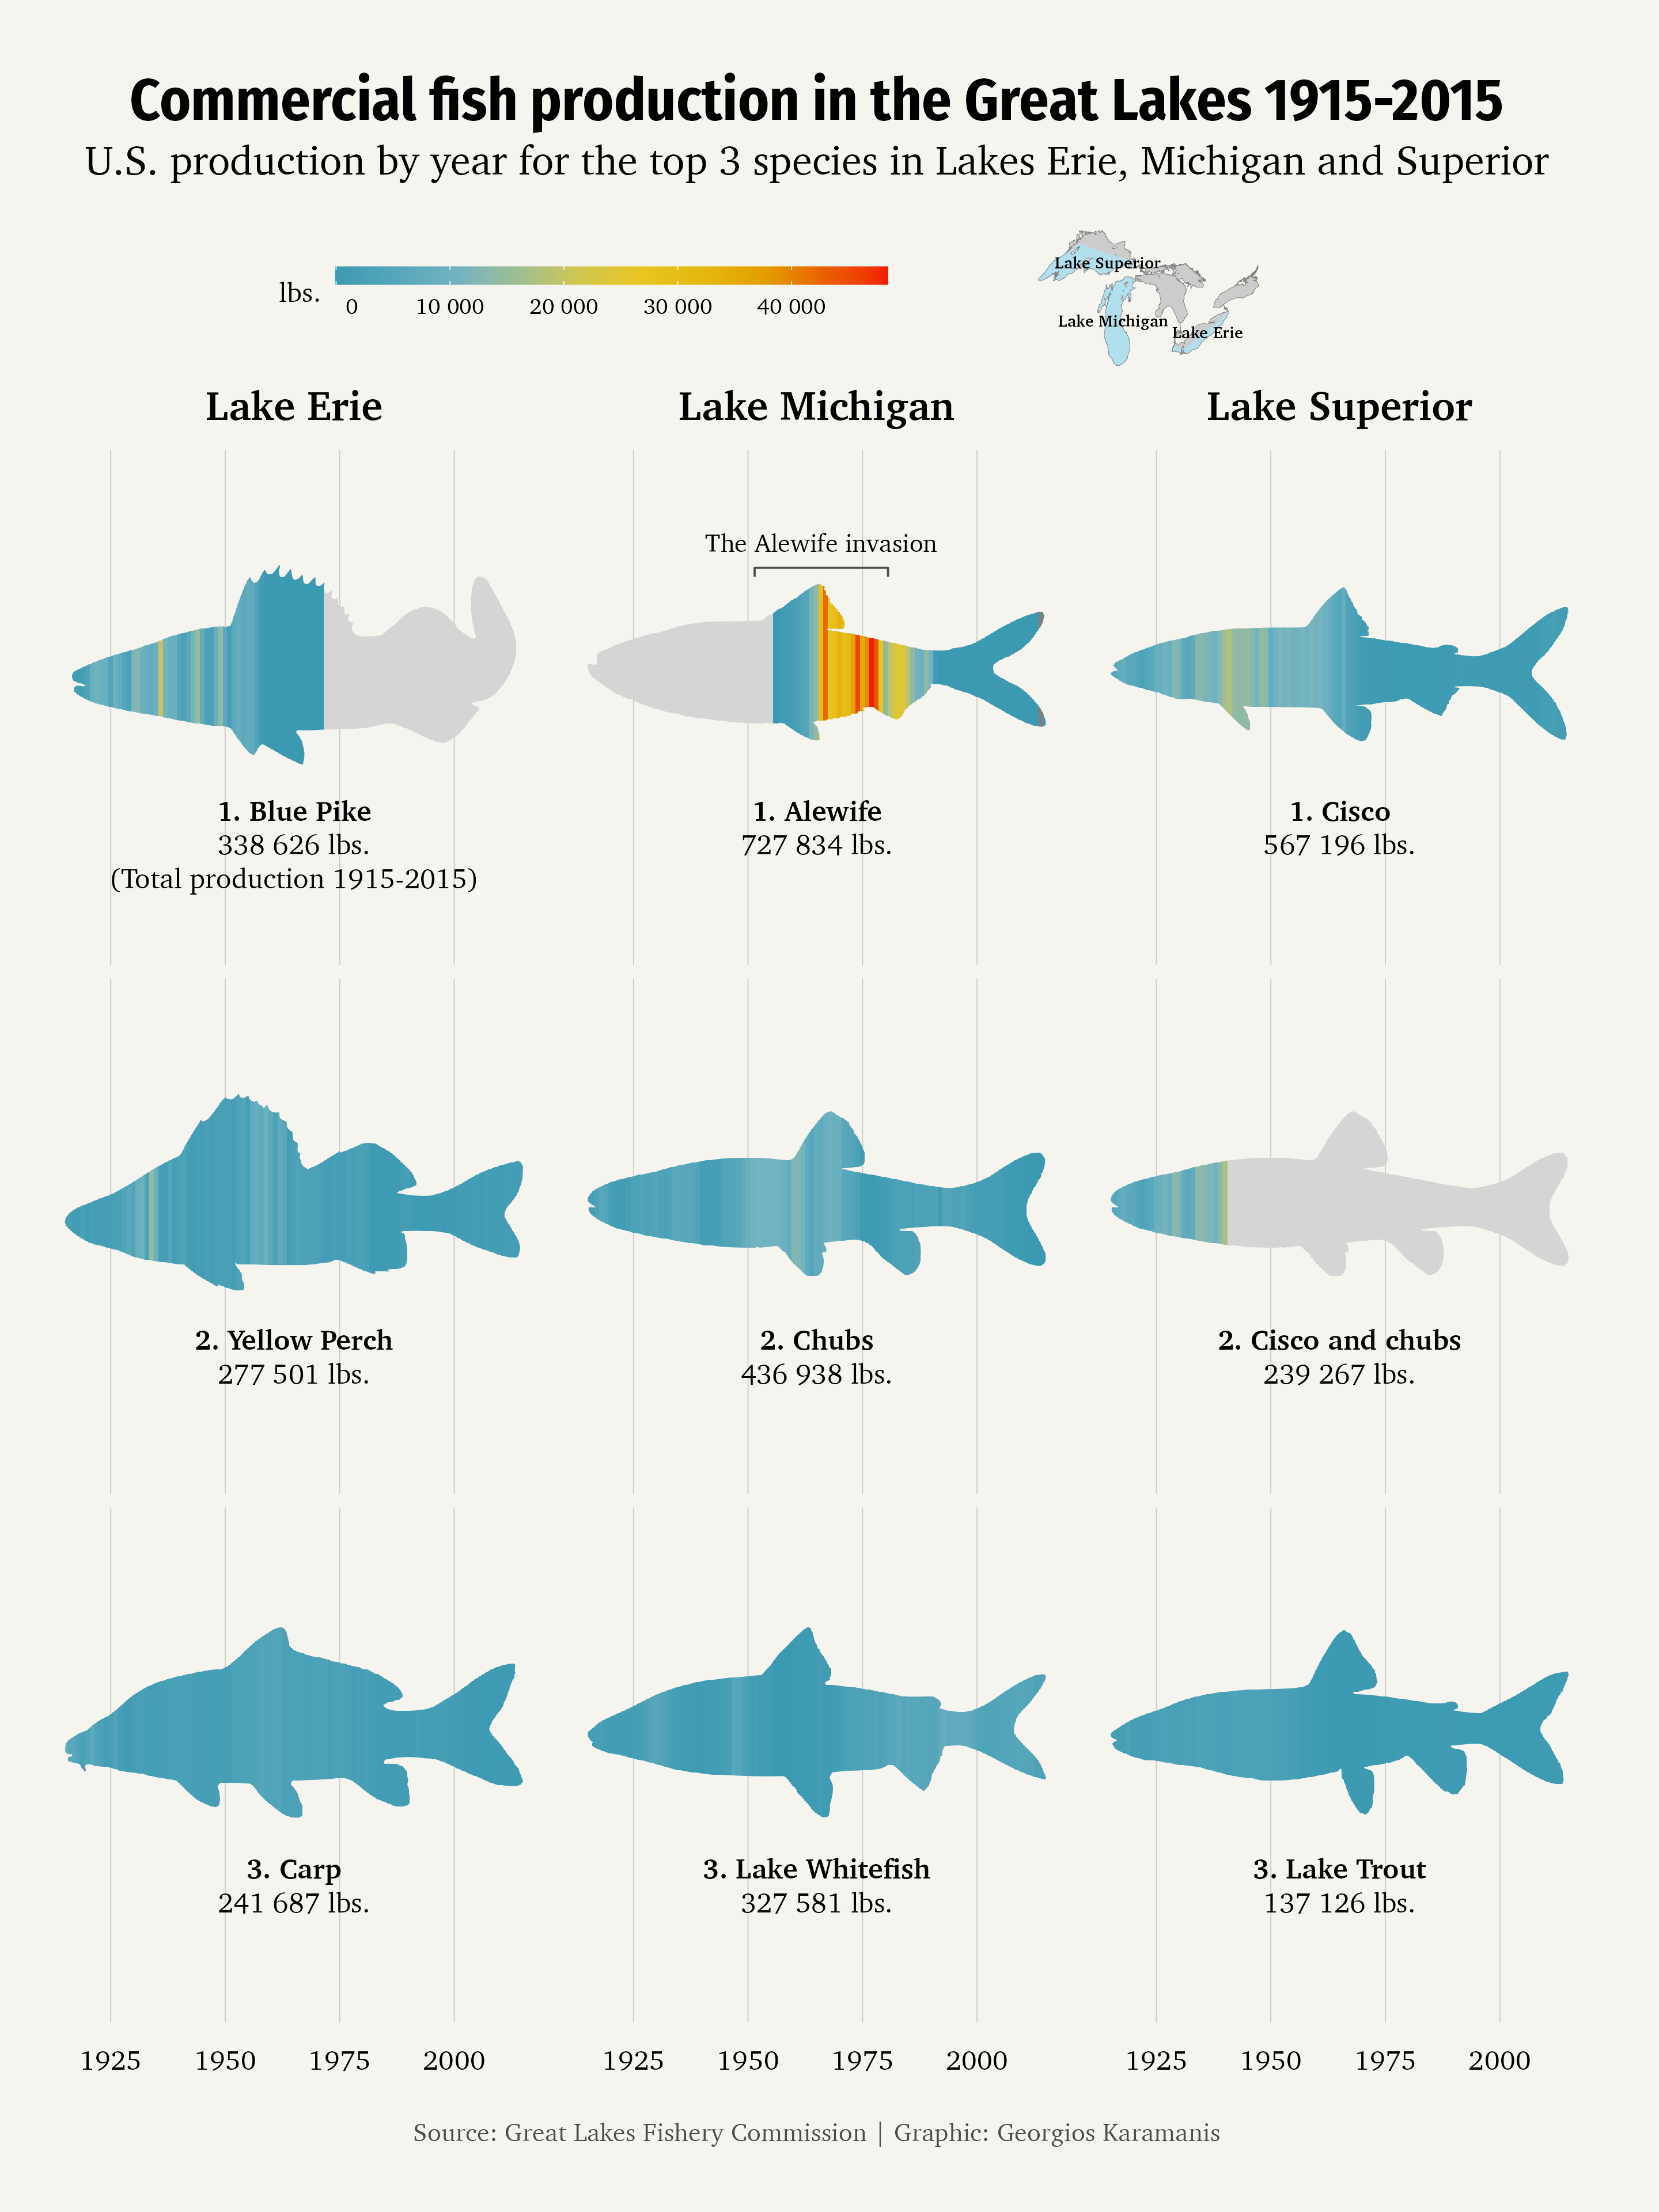 Commercial fish production in the Great Lakes 1915-2015
U.S. production by year for the top 3 species in Lakes Erie, Michigan and Superior
lbs.
0 10 000 20 000 30 000 40 000
Lake Superior
Lake Michigan
Lake Erie
Lake Erie
Lake Michigan
Lake Superior
The Alewife invasion
1. Blue Pike
338 626 lbs.
(Total production 1915-2015)
1. Alewife
727 834 lbs.
1. Cisco
567 196 lbs.
2. Yellow Perch
277 501 lbs.
2. Chubs
436 938 lbs.
2. Cisco and chubs
239 267 lbs.
3. Carp
241 687 lbs.
3. Lake Whitefish
327 581 lbs.
3. Lake Trout
137 126 lbs.
1925 1950 1975 2000
1925 1950 1975 2000
1925 1950 1975 2000
Source: Great Lakes Fishery Commission | Graphic: Georgios Karamanis